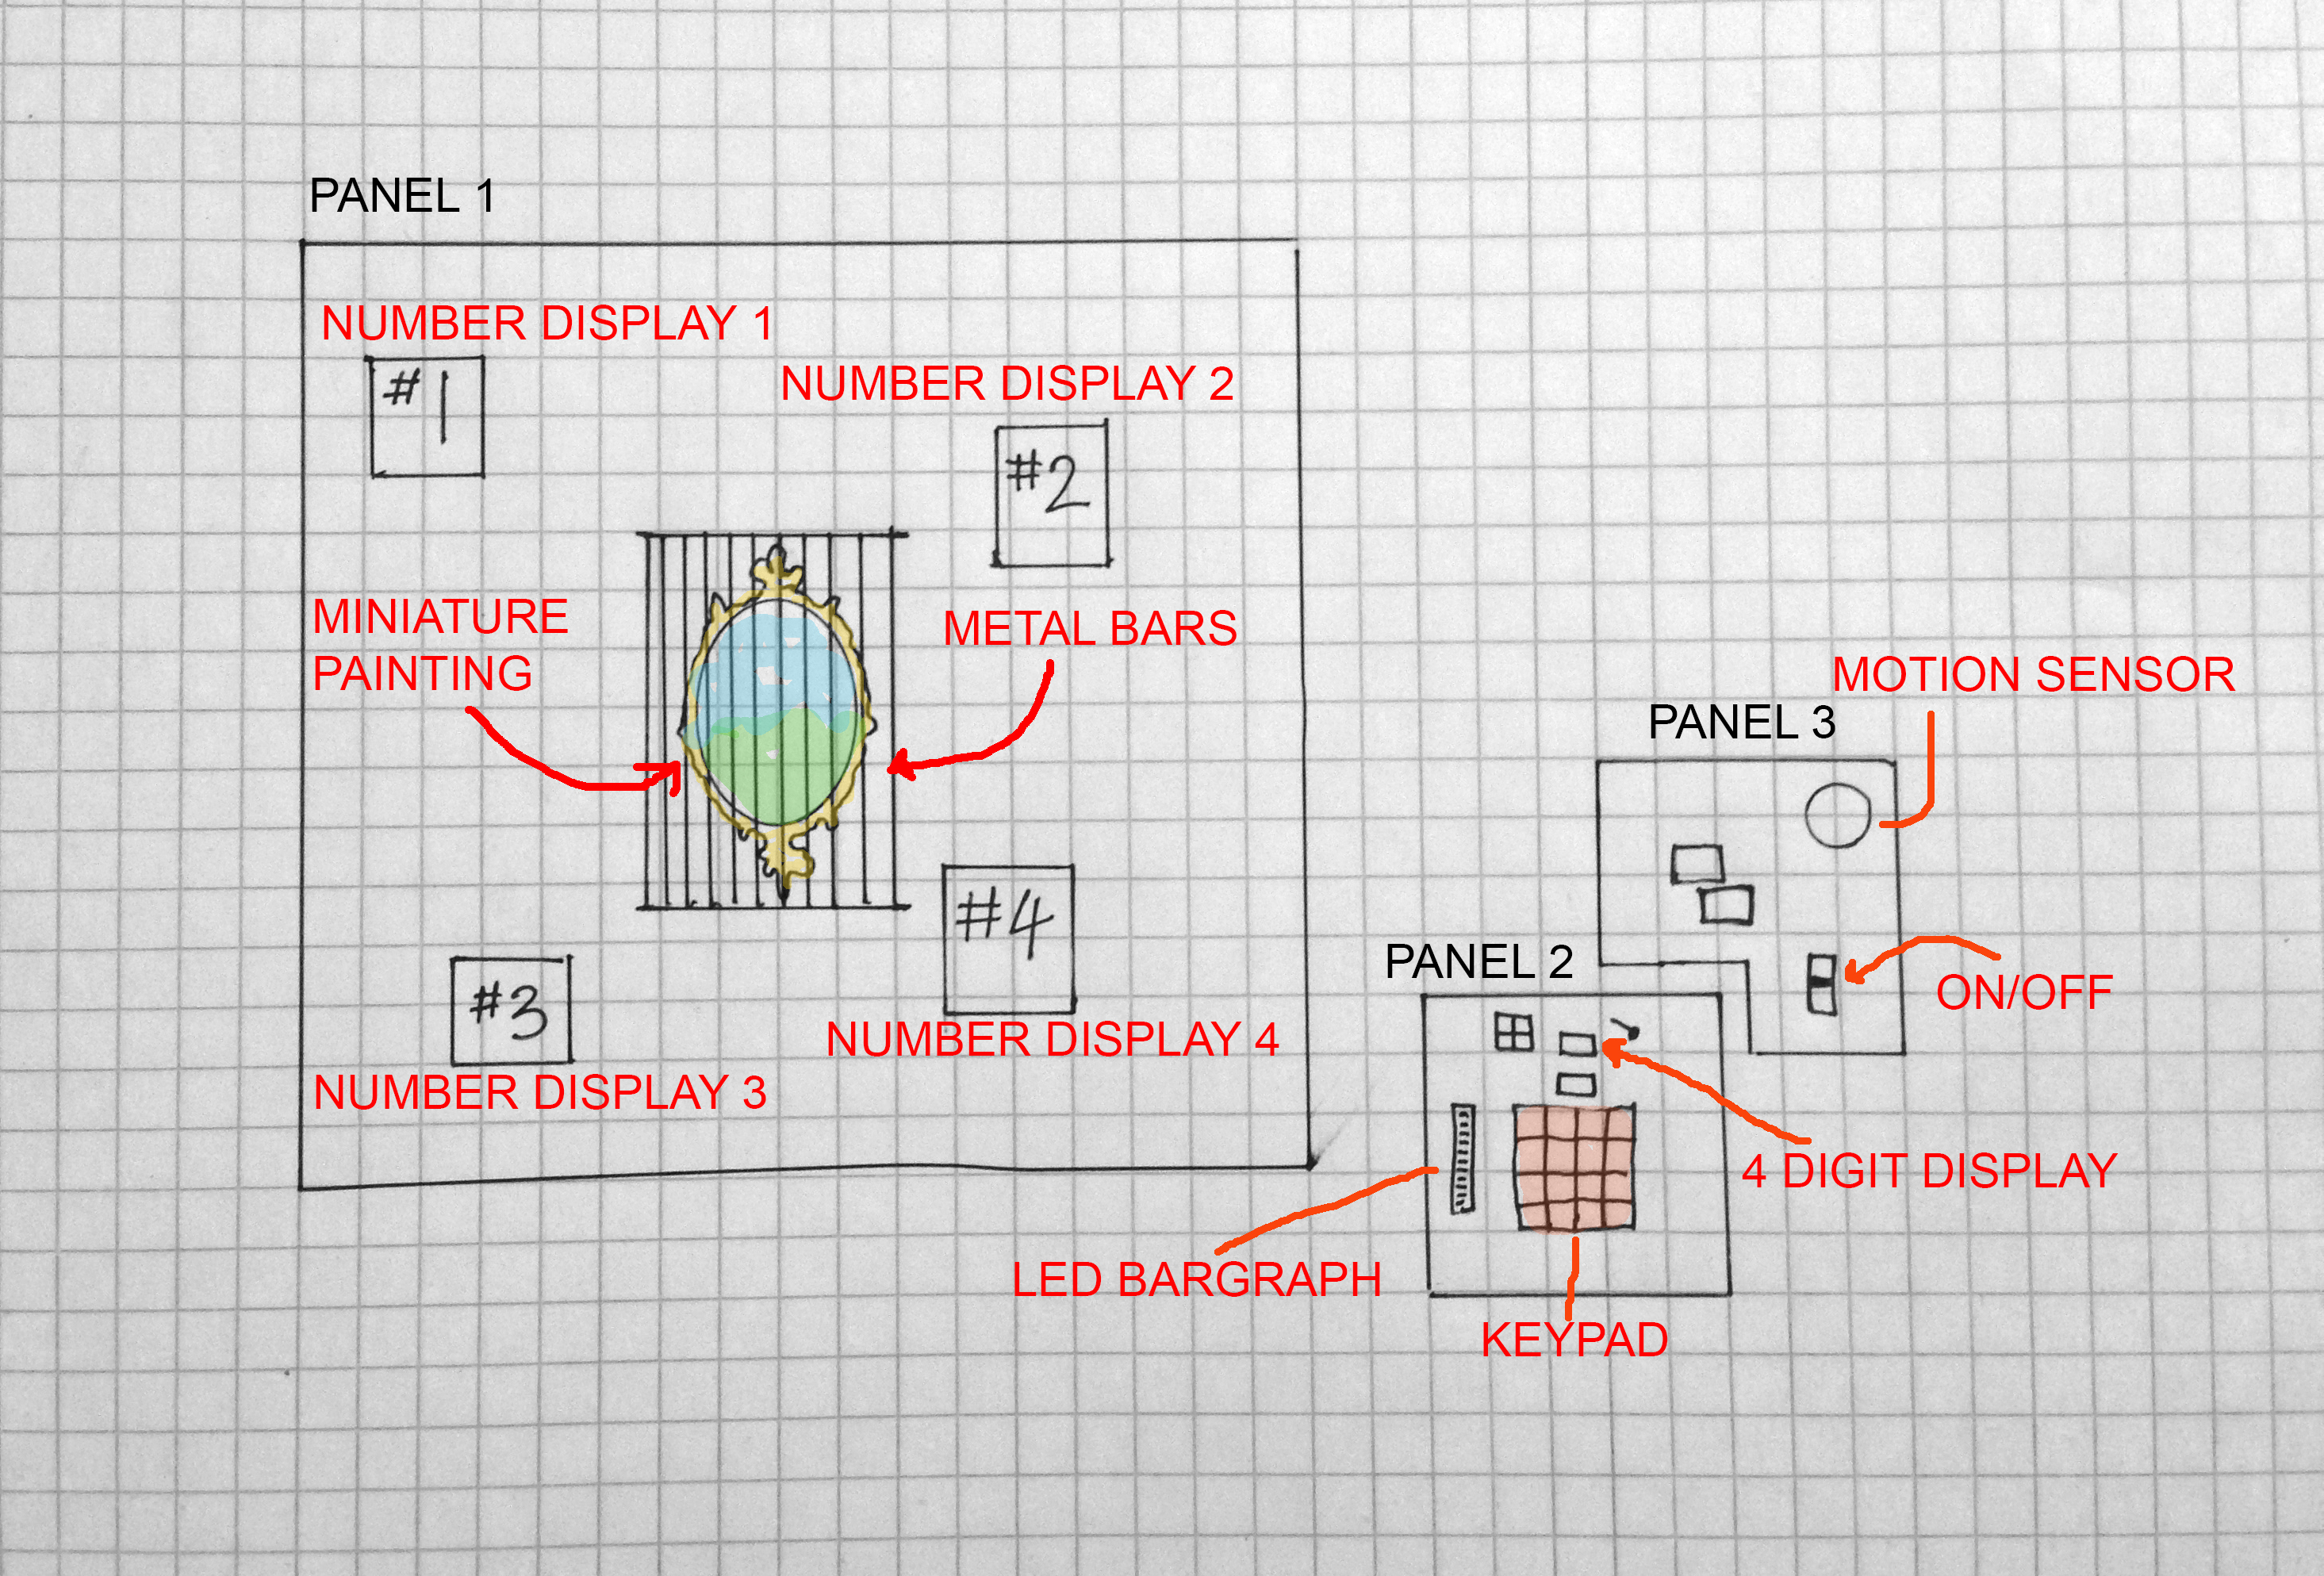 PANEL 1
NUMBER DISPLAY 1
#1
NUMBER DISPLAY 2
#2
MINIATURE
PAINTING
METAL BARS
#4
NUMBER DISPLAY 4
#3
NUMBER DISPLAY 3
MOTION SENSOR
PANEL 3
ON/OFF
PANEL 2
4 DIGIT DISPLAY
LED BARGRAPH
KEYPAD